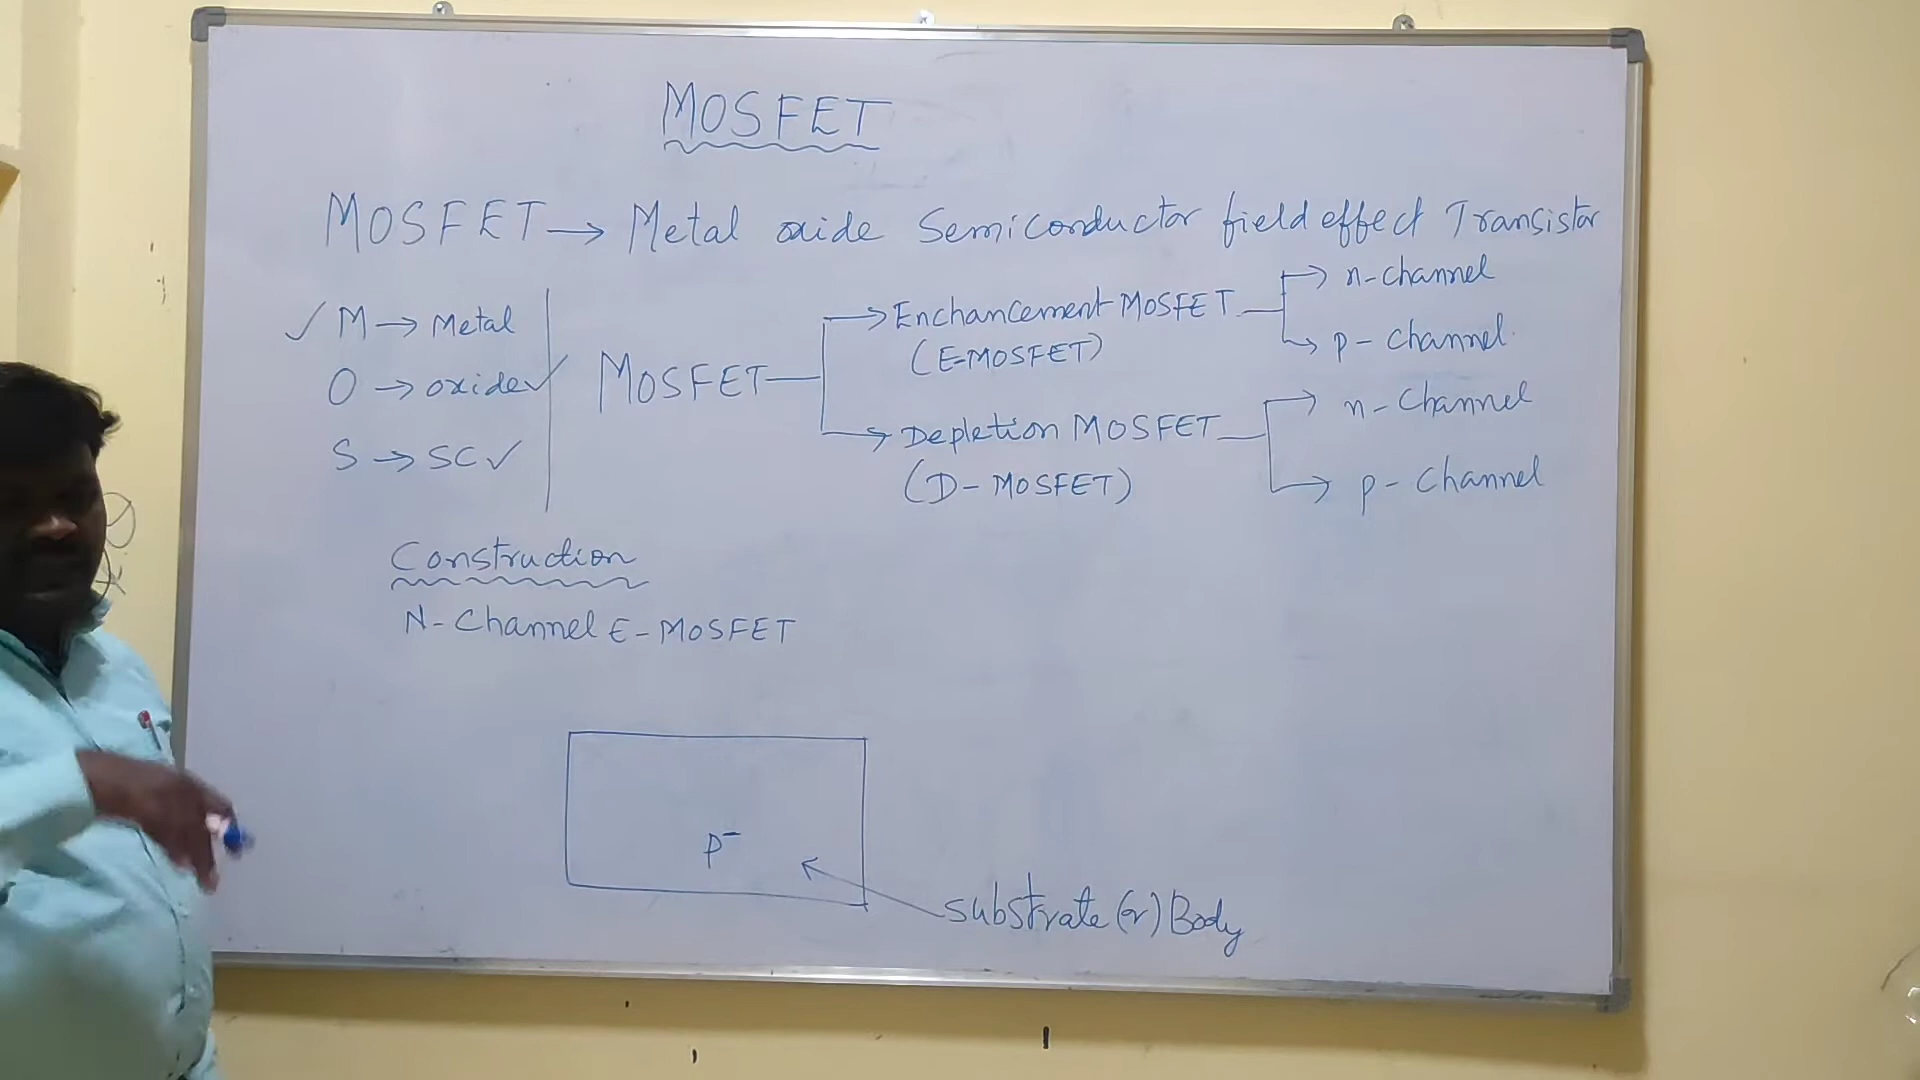 MOSFET
MOSFET → Metal oxide Semiconductor field effect Transistor
✓ M → Metal
O → oxide ✓
S → SC ✓
MOSFET
Enchancement MOSFET
(E-MOSFET)
n-channel
p-channel
Depletion MOSFET
(D-MOSFET)
n-Channel
p-Channel
Construction
N-Channel E-MOSFET
p⁻
Substrate (or) Body